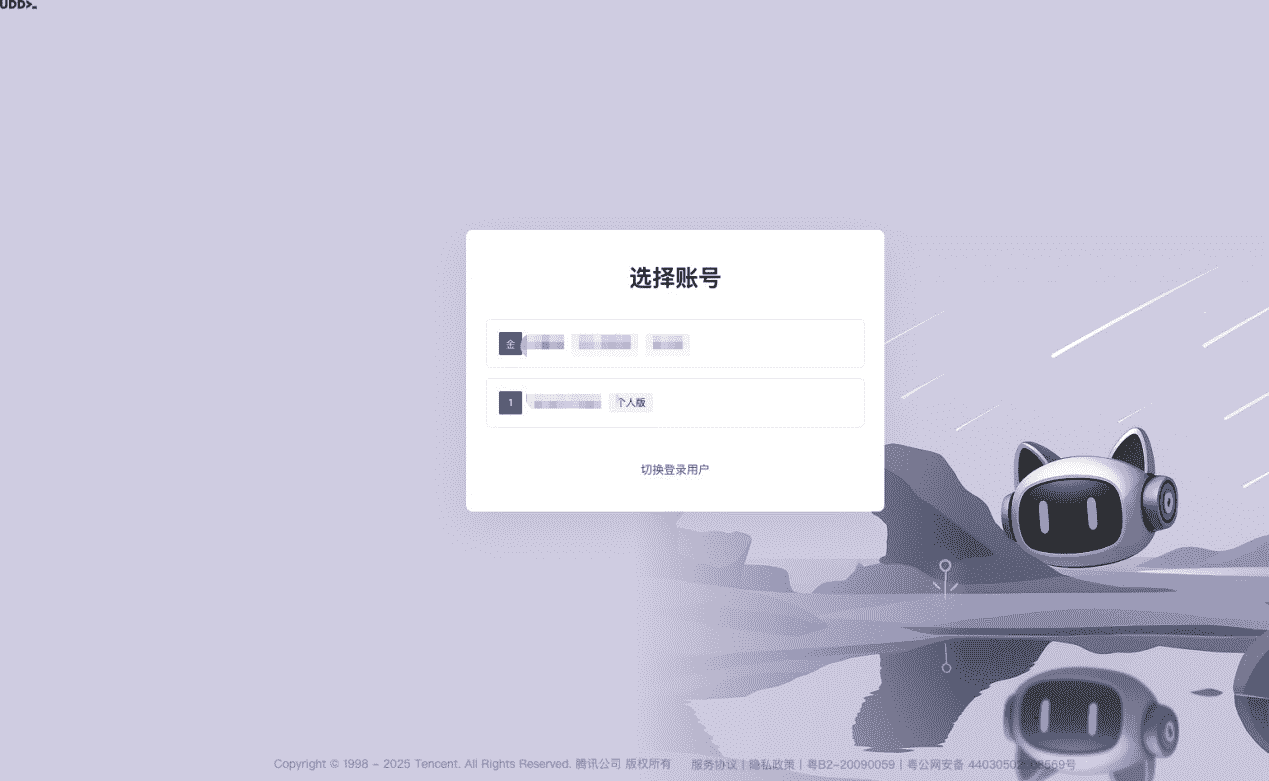 选择账号
金
1 个人版
切换登录用户
Copyright © 1998 - 2025 Tencent. All Rights Reserved. 腾讯公司 版权所有 服务协议 | 隐私政策 | 粤B2-20090059 | 粤公网安备